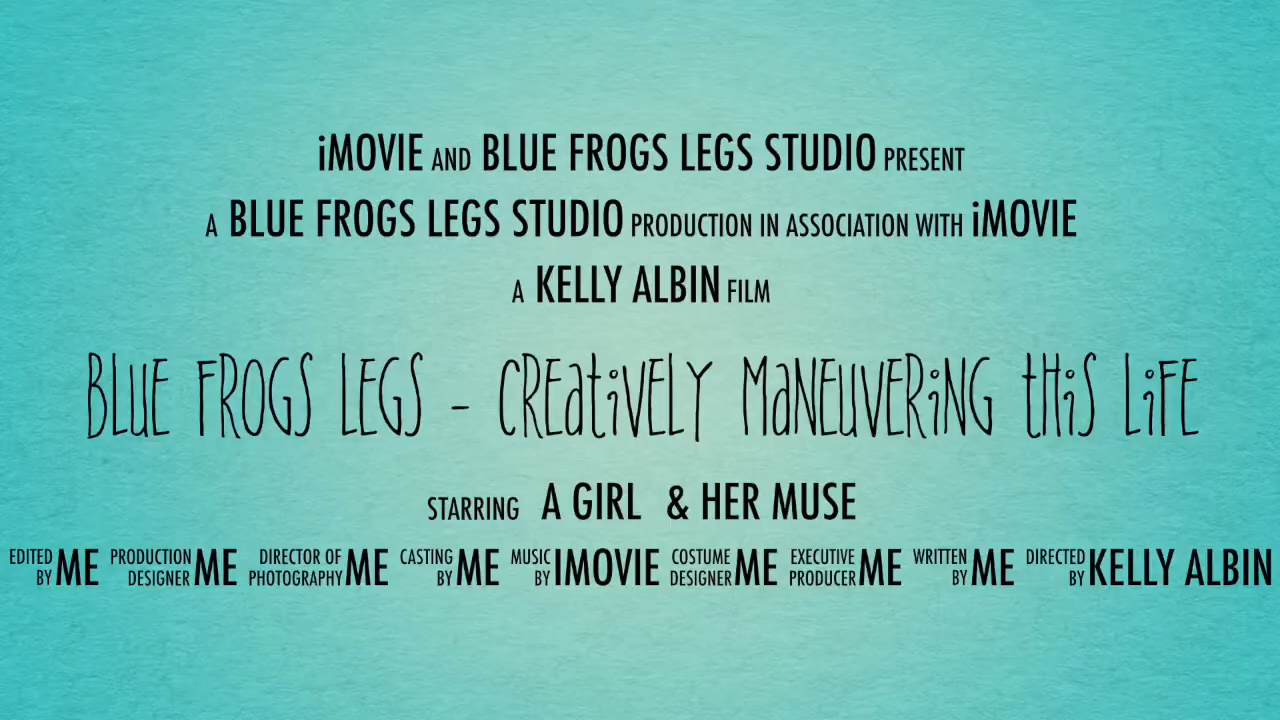 iMOVIE AND BLUE FROGS LEGS STUDIO PRESENT
A BLUE FROGS LEGS STUDIO PRODUCTION IN ASSOCIATION WITH iMOVIE
A KELLY ALBIN FILM
BLUE FROGS LEGS - CREatiVELY MaNEUVERiNG tHiS LiFE
STARRING A GIRL & HER MUSE
EDITED BY ME PRODUCTION DESIGNER ME DIRECTOR OF PHOTOGRAPHY ME CASTING BY ME MUSIC BY IMOVIE COSTUME DESIGNER ME EXECUTIVE PRODUCER ME WRITTEN BY ME DIRECTED BY KELLY ALBIN